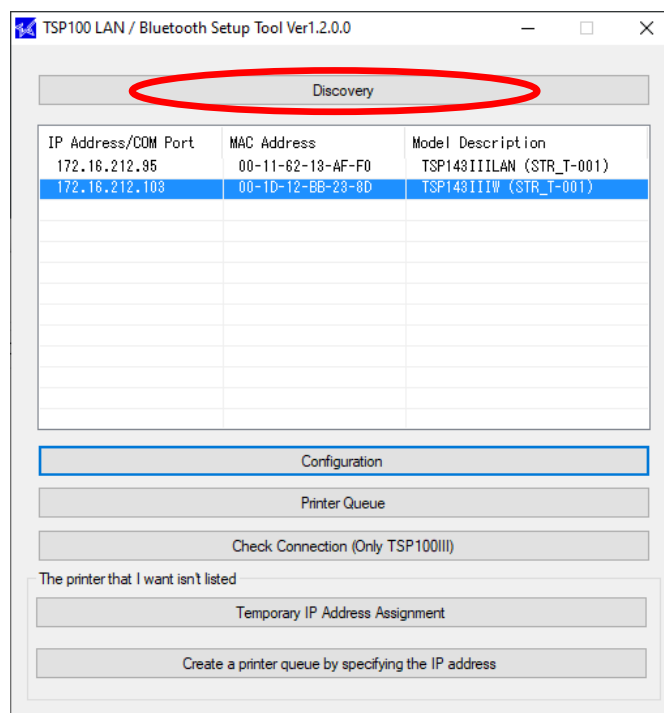 TSP100 LAN / Bluetooth Setup Tool Ver1.2.0.0
Discovery
IP Address/COM Port MAC Address Model Description
172.16.212.95 00-11-62-13-AF-F0 TSP143IIILAN (STR_T-001)
172.16.212.103 00-1D-12-BB-23-8D TSP143IIIW (STR_T-001)
Configuration
Printer Queue
Check Connection (Only TSP100III)
The printer that I want isn't listed
Temporary IP Address Assignment
Create a printer queue by specifying the IP address